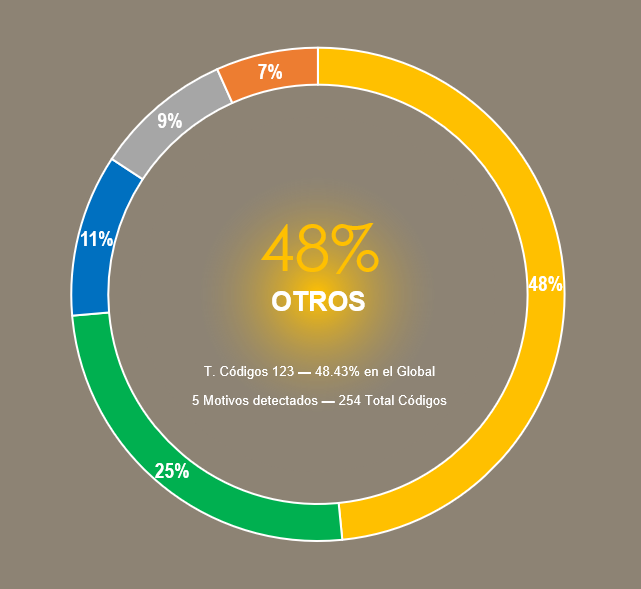 7%
9%
11%
48%
OTROS
48%
T. Códigos 123 — 48.43% en el Global
5 Motivos detectados — 254 Total Códigos
25%